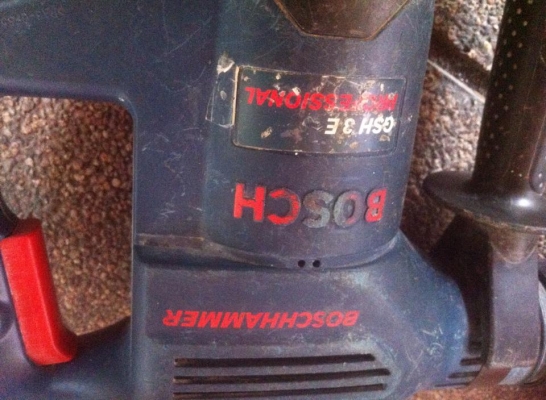 BOSCHHAMMER
BOSCH
GSH 3 E
PROFESSIONAL